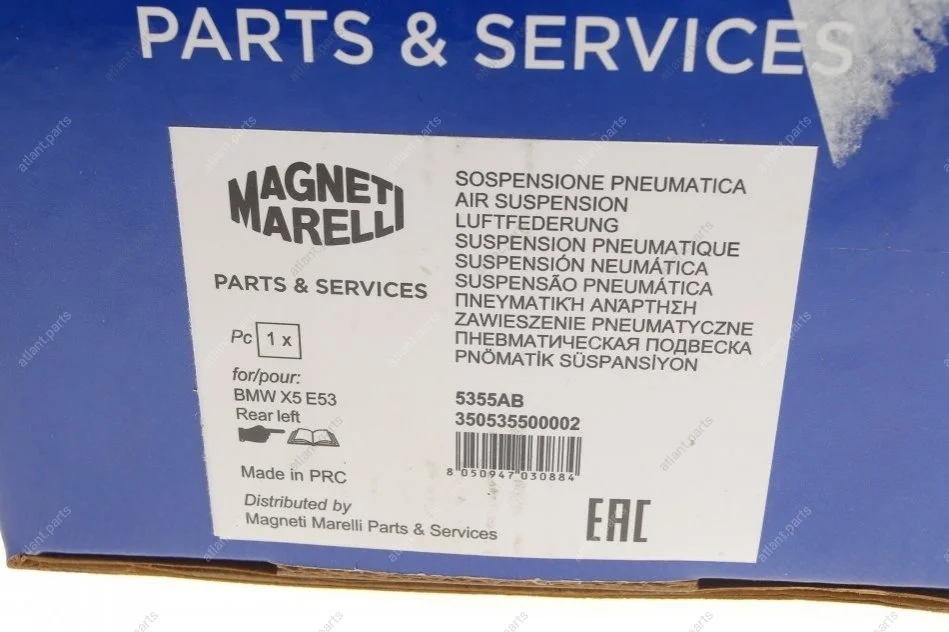 PARTS & SERVICES
MAGNETI
MARELLI
PARTS & SERVICES
Pc 1 x
for/pour:
BMW X5 E53
Rear left
Made in PRC
Distributed by
Magneti Marelli Parts & Services
SOSPENSIONE PNEUMATICA
AIR SUSPENSION
LUFTFEDERUNG
SUSPENSION PNEUMATIQUE
SUSPENSIÓN NEUMÁTICA
SUSPENSÃO PNEUMÁTICA
ΠΝΕΥΜΑΤΙΚΉ ΑΝΆΡΤΗΣΗ
ZAWIESZENIE PNEUMATYCZNE
ПНЕВМАТИЧЕСКАЯ ПОДВЕСКА
PNÖMATİK SÜSPANSİYON
5355AB
350535500002
8 050947 030884
EAC
atlant.parts